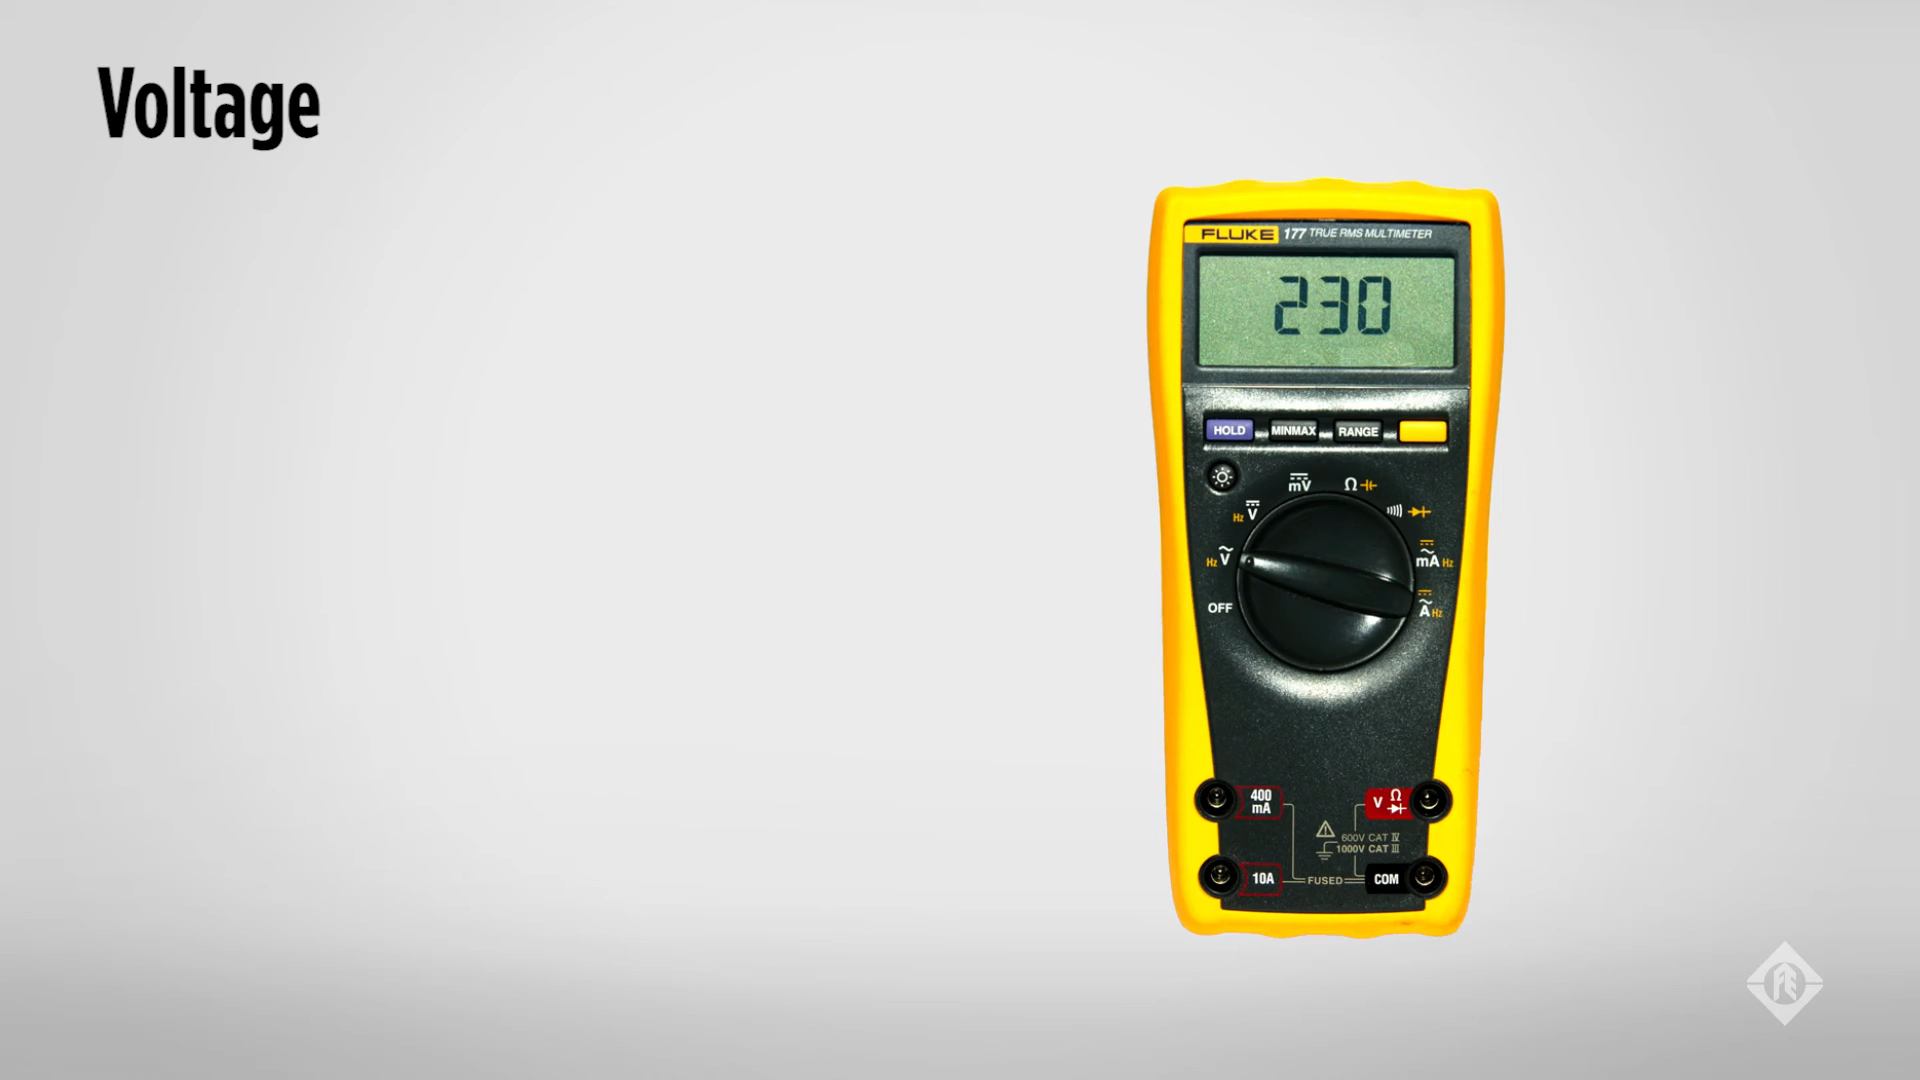 Voltage
FLUKE 177 TRUE RMS MULTIMETER
230
HOLD MINMAX RANGE
mV Ω
Hz V
Hz V mA Hz
OFF A Hz
400 mA
V Ω
600V CAT IV
1000V CAT III
10A FUSED COM
FE